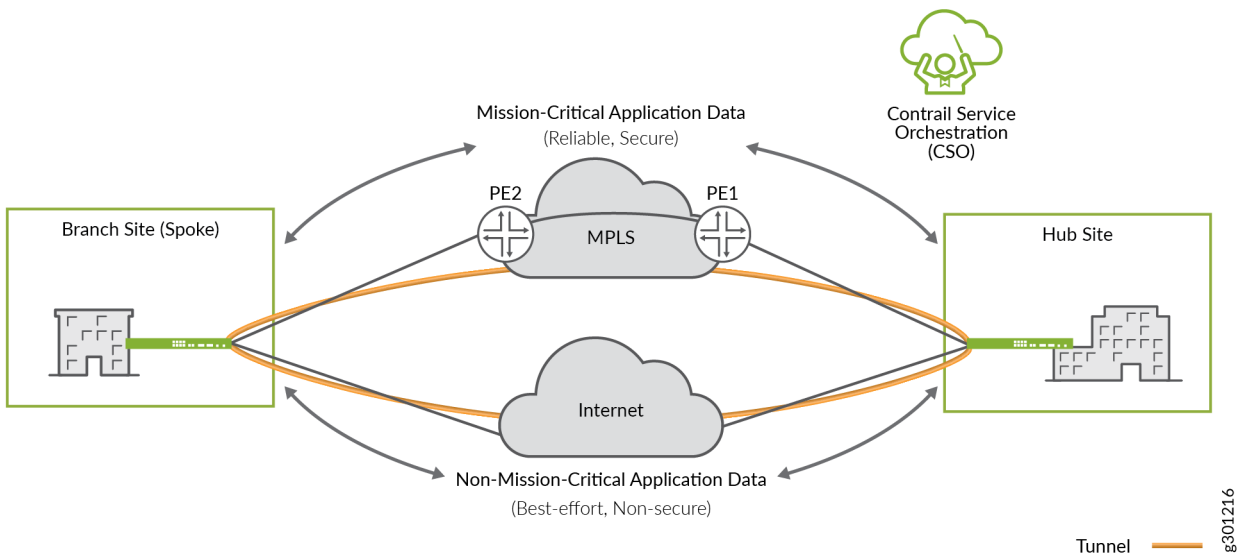 Contrail Service
Orchestration
(CSO)
Mission-Critical Application Data
(Reliable, Secure)
PE2
PE1
MPLS
Branch Site (Spoke)
Hub Site
Internet
Non-Mission-Critical Application Data
(Best-effort, Non-secure)
Tunnel
g301216